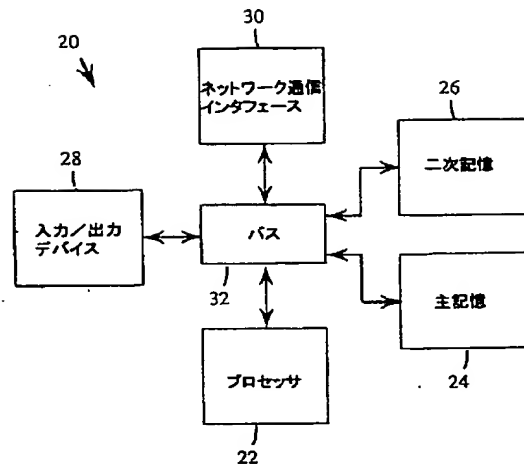 30
20
ネットワーク通信
インタフェース
26
二次記憶
28
入力/出力
デバイス
バス
32
主記憶
24
プロセッサ
22